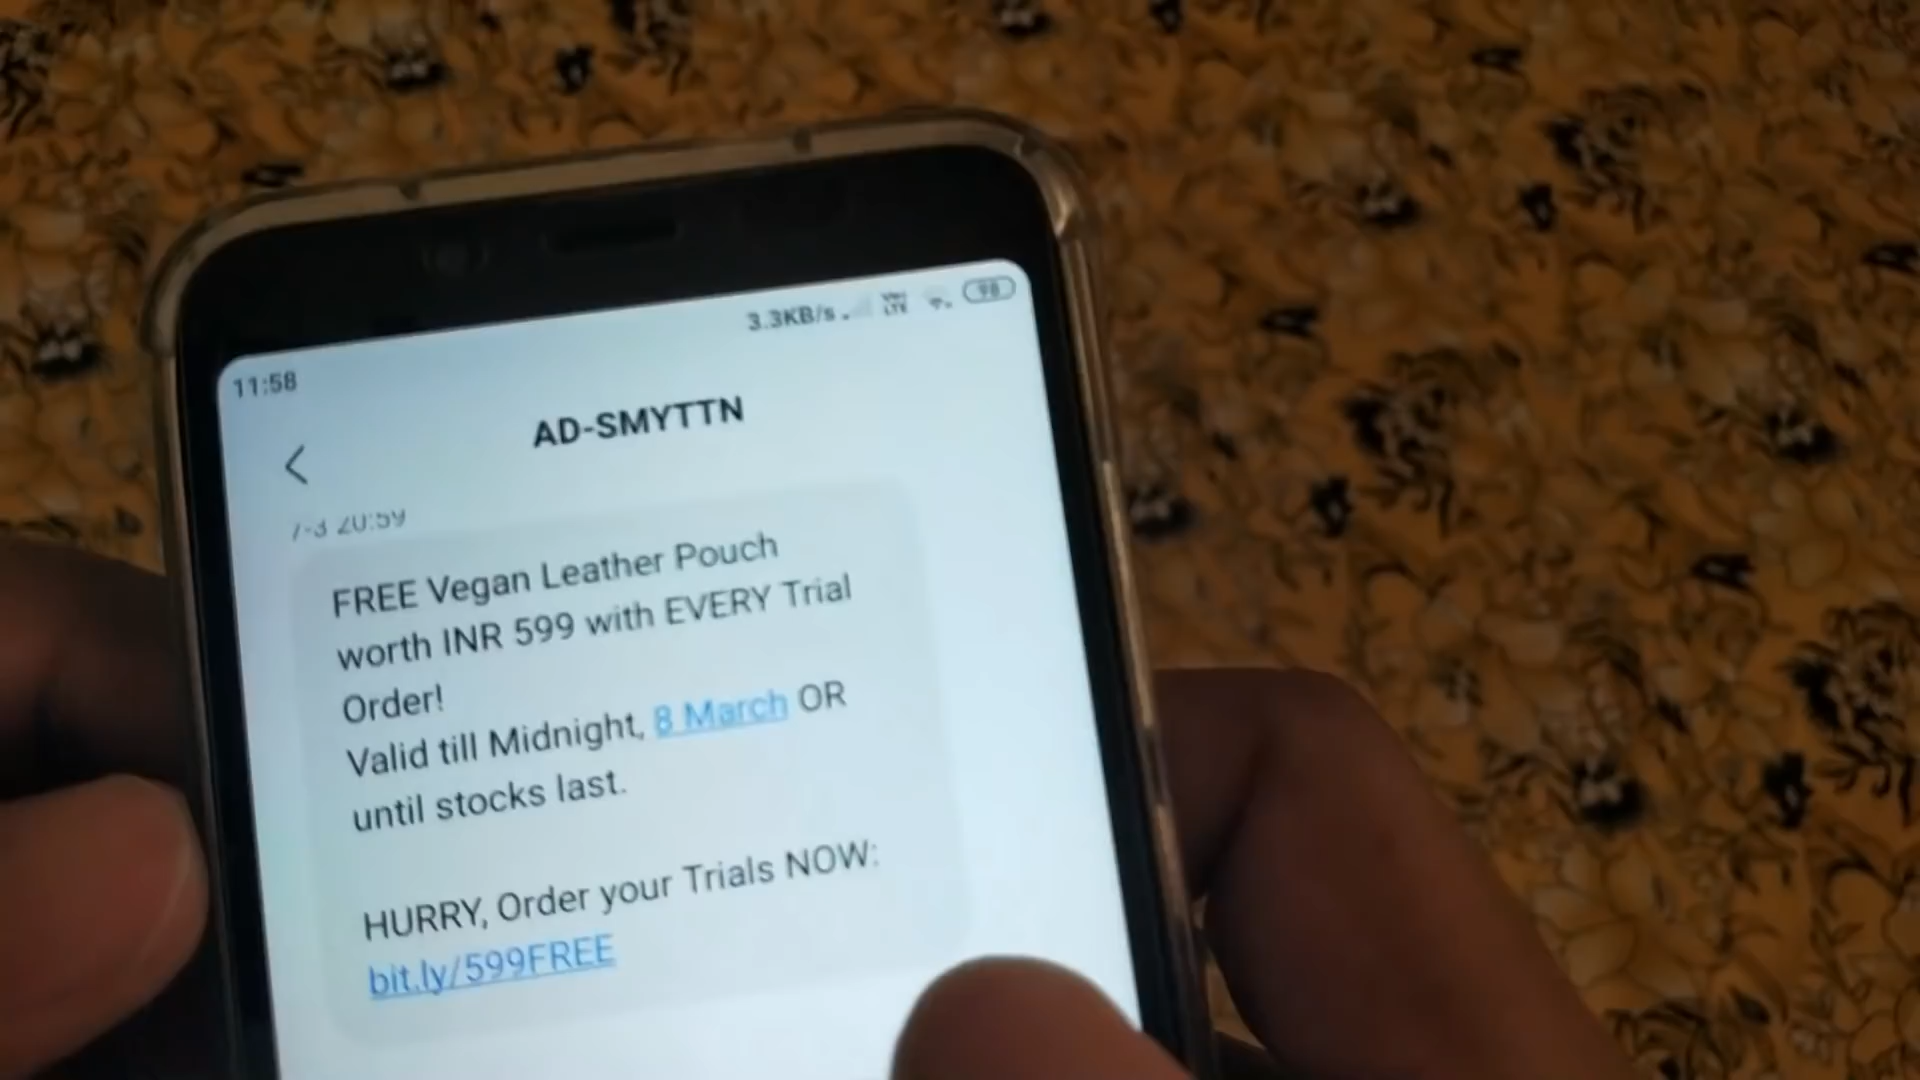 11:58
3.3KB/s
98
AD-SMYTTN
7-3 20:59
FREE Vegan Leather Pouch
worth INR 599 with EVERY Trial
Order!
Valid till Midnight, 8 March OR
until stocks last.
HURRY, Order your Trials NOW:
bit.ly/599FREE